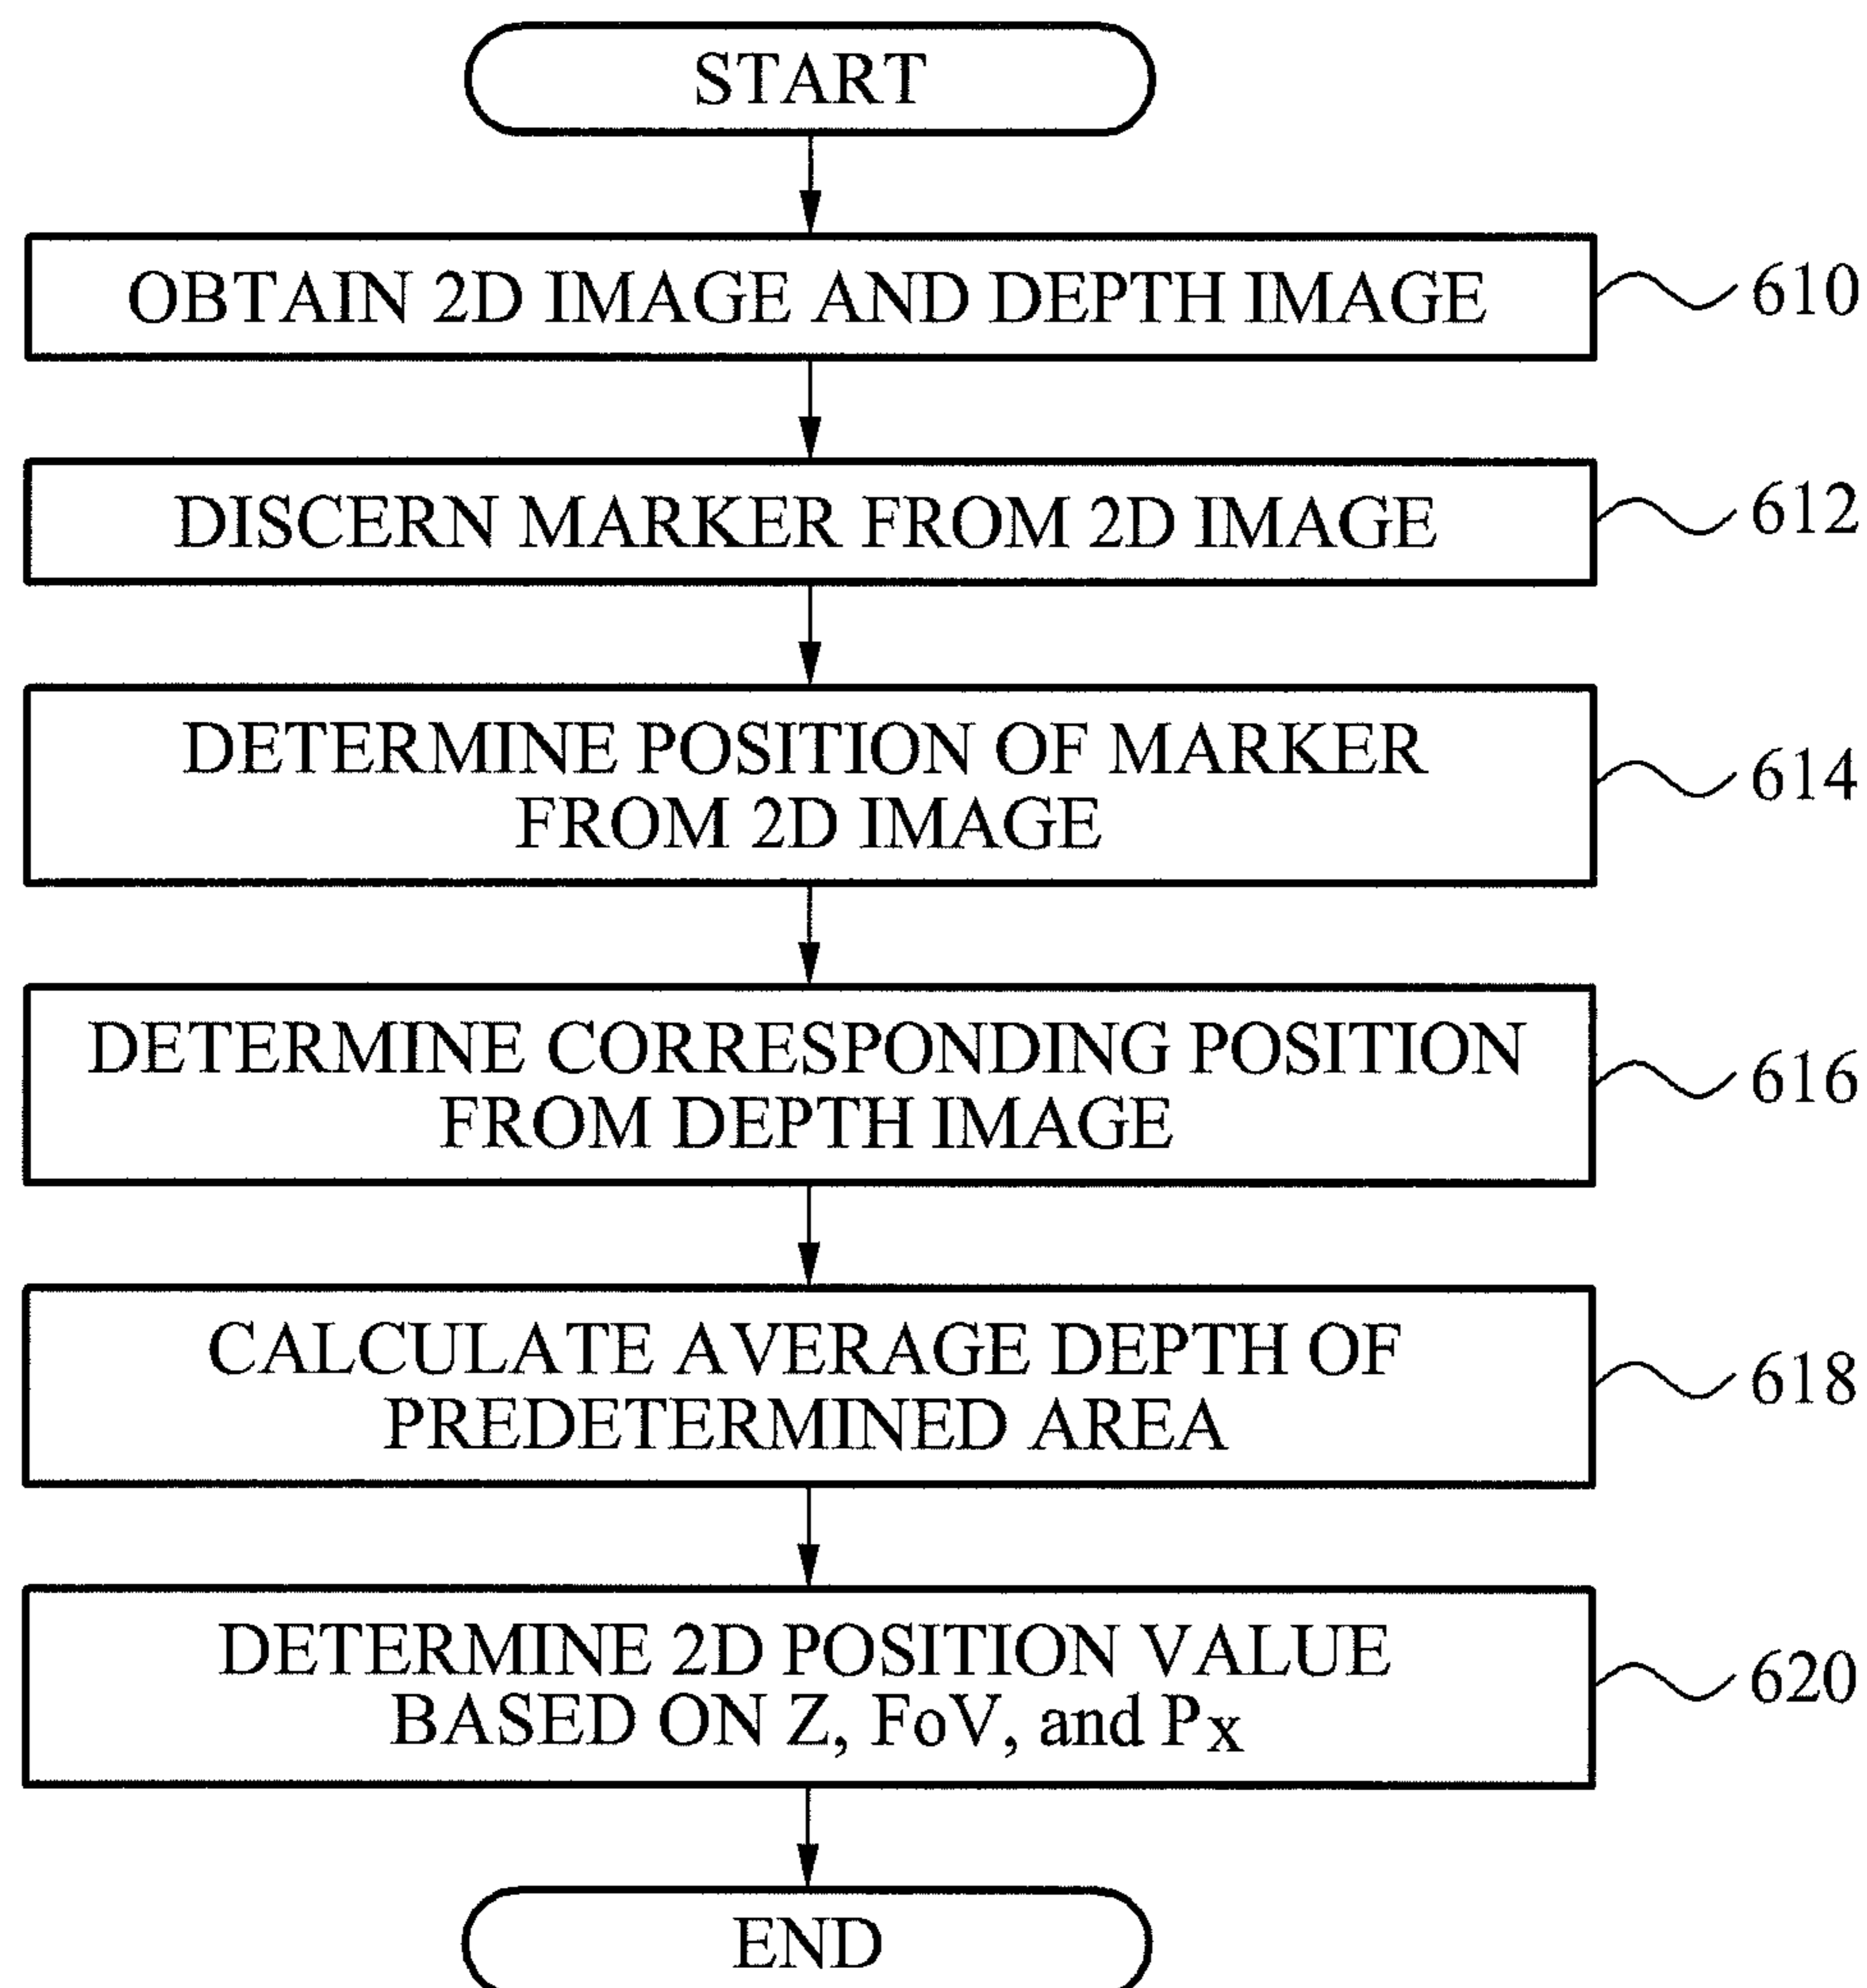 START
OBTAIN 2D IMAGE AND DEPTH IMAGE
610
DISCERN MARKER FROM 2D IMAGE
612
DETERMINE POSITION OF MARKER
FROM 2D IMAGE
614
DETERMINE CORRESPONDING POSITION
FROM DEPTH IMAGE
616
CALCULATE AVERAGE DEPTH OF
PREDETERMINED AREA
618
DETERMINE 2D POSITION VALUE
BASED ON Z, FoV, and Px
620
END